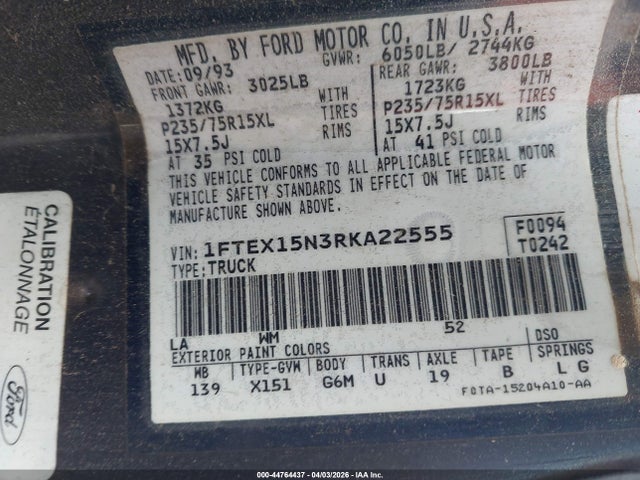 MFD. BY FORD MOTOR CO. IN U.S.A.
DATE: 09/93 GVWR: 6050LB/ 2744KG
FRONT GAWR: 3025LB REAR GAWR: 3800LB
1372KG WITH 1723KG WITH
P235/75R15XL TIRES P235/75R15XL TIRES
15X7.5J RIMS 15X7.5J RIMS
AT 35 PSI COLD AT 41 PSI COLD
THIS VEHICLE CONFORMS TO ALL APPLICABLE FEDERAL MOTOR
VEHICLE SAFETY STANDARDS IN EFFECT ON THE DATE OF
MANUFACTURE SHOWN ABOVE.
VIN: 1FTEX15N3RKA22555 F0094
TYPE: TRUCK T0242
LA WM 52
EXTERIOR PAINT COLORS DSO
WB TYPE-GVW BODY TRANS AXLE TAPE SPRINGS
139 X151 G6M U 19 B L G
F0TA-15204A10-AA
CALIBRATION
ÉTALONNAGE
Ford
000-44764437 - 04/03/2026 - IAA Inc.